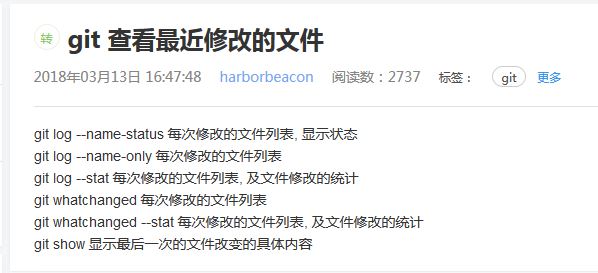 转 git 查看最近修改的文件
2018年03月13日 16:47:48 harborbeacon 阅读数：2737 标签： git 更多
git log --name-status 每次修改的文件列表, 显示状态
git log --name-only 每次修改的文件列表
git log --stat 每次修改的文件列表, 及文件修改的统计
git whatchanged 每次修改的文件列表
git whatchanged --stat 每次修改的文件列表, 及文件修改的统计
git show 显示最后一次的文件改变的具体内容